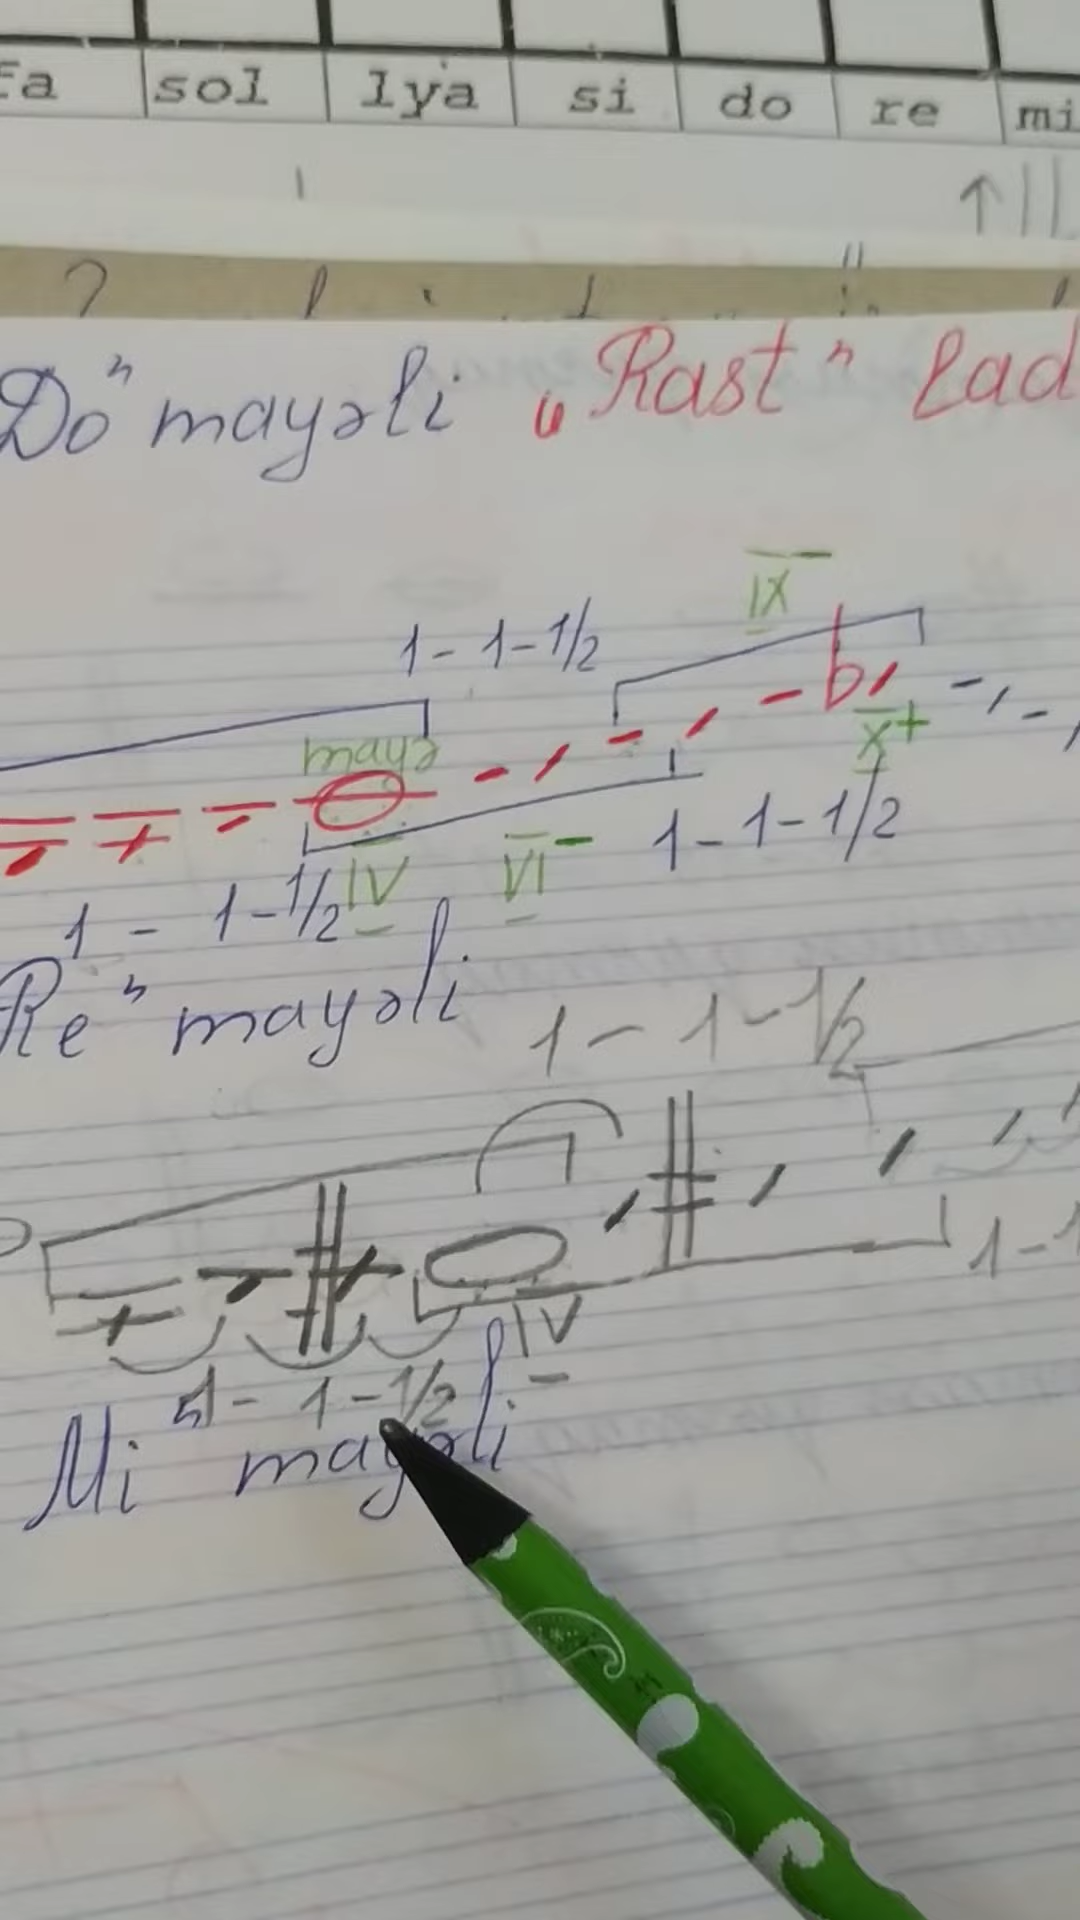 Fa sol lya si do re mi
"Do" mayəli "Rast" lad
IX
1 - 1 - 1/2
mayə
X+
IV VI 1 - 1 - 1/2
1 - 1 - 1/2
"Re" mayəli
1 - 1 - 1/2
1 - 1
IV
1 - 1 - 1/2
"Mi" mayəli